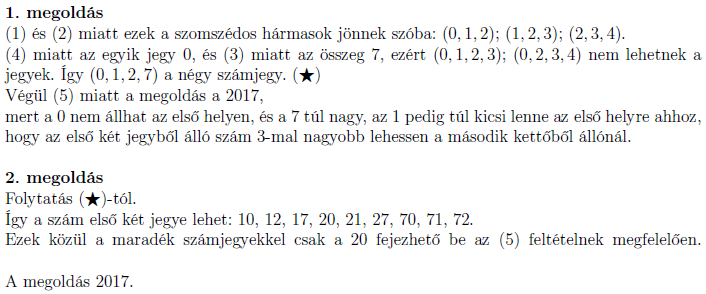 1. megoldás
(1) és (2) miatt ezek a szomszédos hármasok jönnek szóba: (0, 1, 2); (1, 2, 3); (2, 3, 4).
(4) miatt az egyik jegy 0, és (3) miatt az összeg 7, ezért (0, 1, 2, 3); (0, 2, 3, 4) nem lehetnek a
jegyek. Így (0, 1, 2, 7) a négy számjegy. (★)
Végül (5) miatt a megoldás a 2017,
mert a 0 nem állhat az első helyen, és a 7 túl nagy, az 1 pedig túl kicsi lenne az első helyre ahhoz,
hogy az első két jegyből álló szám 3-mal nagyobb lehessen a második kettőből állónál.
2. megoldás
Folytatás (★)-tól.
Így a szám első két jegye lehet: 10, 12, 17, 20, 21, 27, 70, 71, 72.
Ezek közül a maradék számjegyekkel csak a 20 fejezhető be az (5) feltételnek megfelelően.
A megoldás 2017.